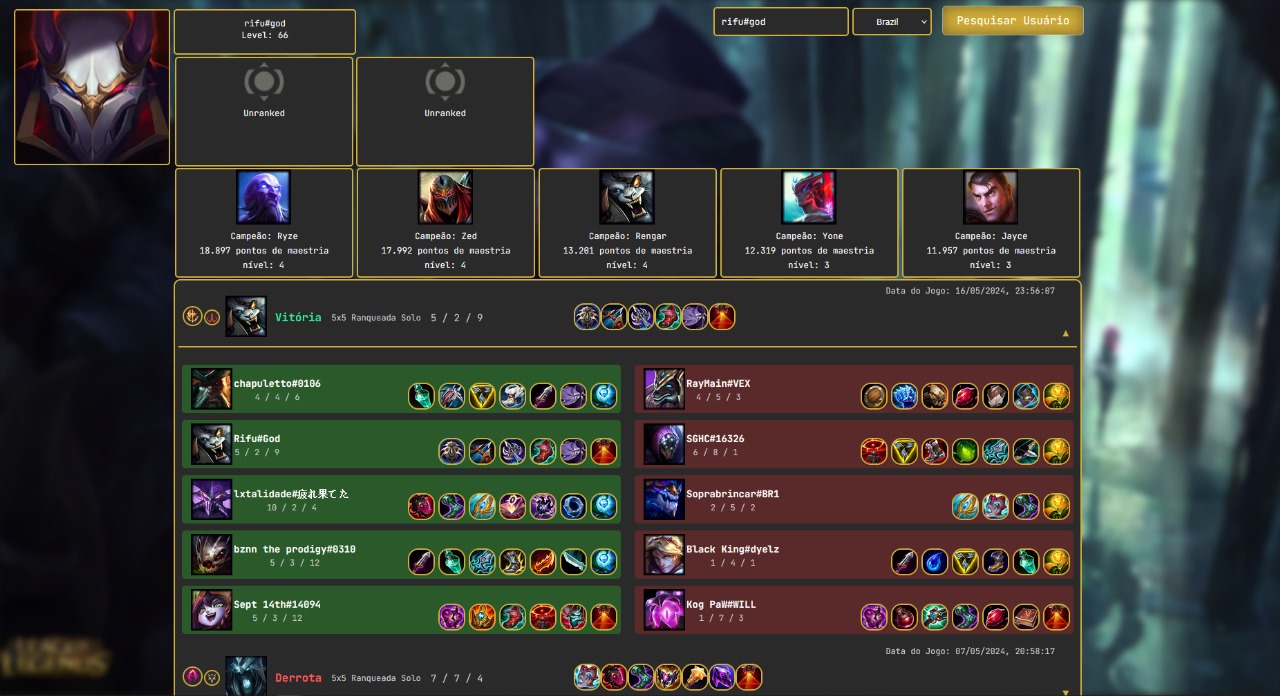 rifu#god
Level: 66
rifu#god
Brazil
Pesquisar Usuário
Unranked
Unranked
Campeão: Ryze
18.897 pontos de maestria
nível: 4
Campeão: Zed
17.992 pontos de maestria
nível: 4
Campeão: Rengar
13.201 pontos de maestria
nível: 4
Campeão: Yone
12.319 pontos de maestria
nível: 3
Campeão: Jayce
11.957 pontos de maestria
nível: 3
Data do Jogo: 16/05/2024, 23:56:07
Vitória 5x5 Ranqueada Solo 5 / 2 / 9
chapuletto#0106
4 / 4 / 6
Rifu#God
5 / 2 / 9
lxtalidade#疲れ果てた
10 / 2 / 4
bznn the prodigy#0310
5 / 3 / 12
Sept 14th#14094
5 / 3 / 12
RayMain#VEX
4 / 5 / 3
SGHC#16326
6 / 8 / 1
Soprabrincar#BR1
2 / 5 / 2
Black King#dyelz
1 / 4 / 1
Kog PaW#WILL
1 / 7 / 3
Data do Jogo: 07/05/2024, 20:58:17
Derrota 5x5 Ranqueada Solo 7 / 7 / 4